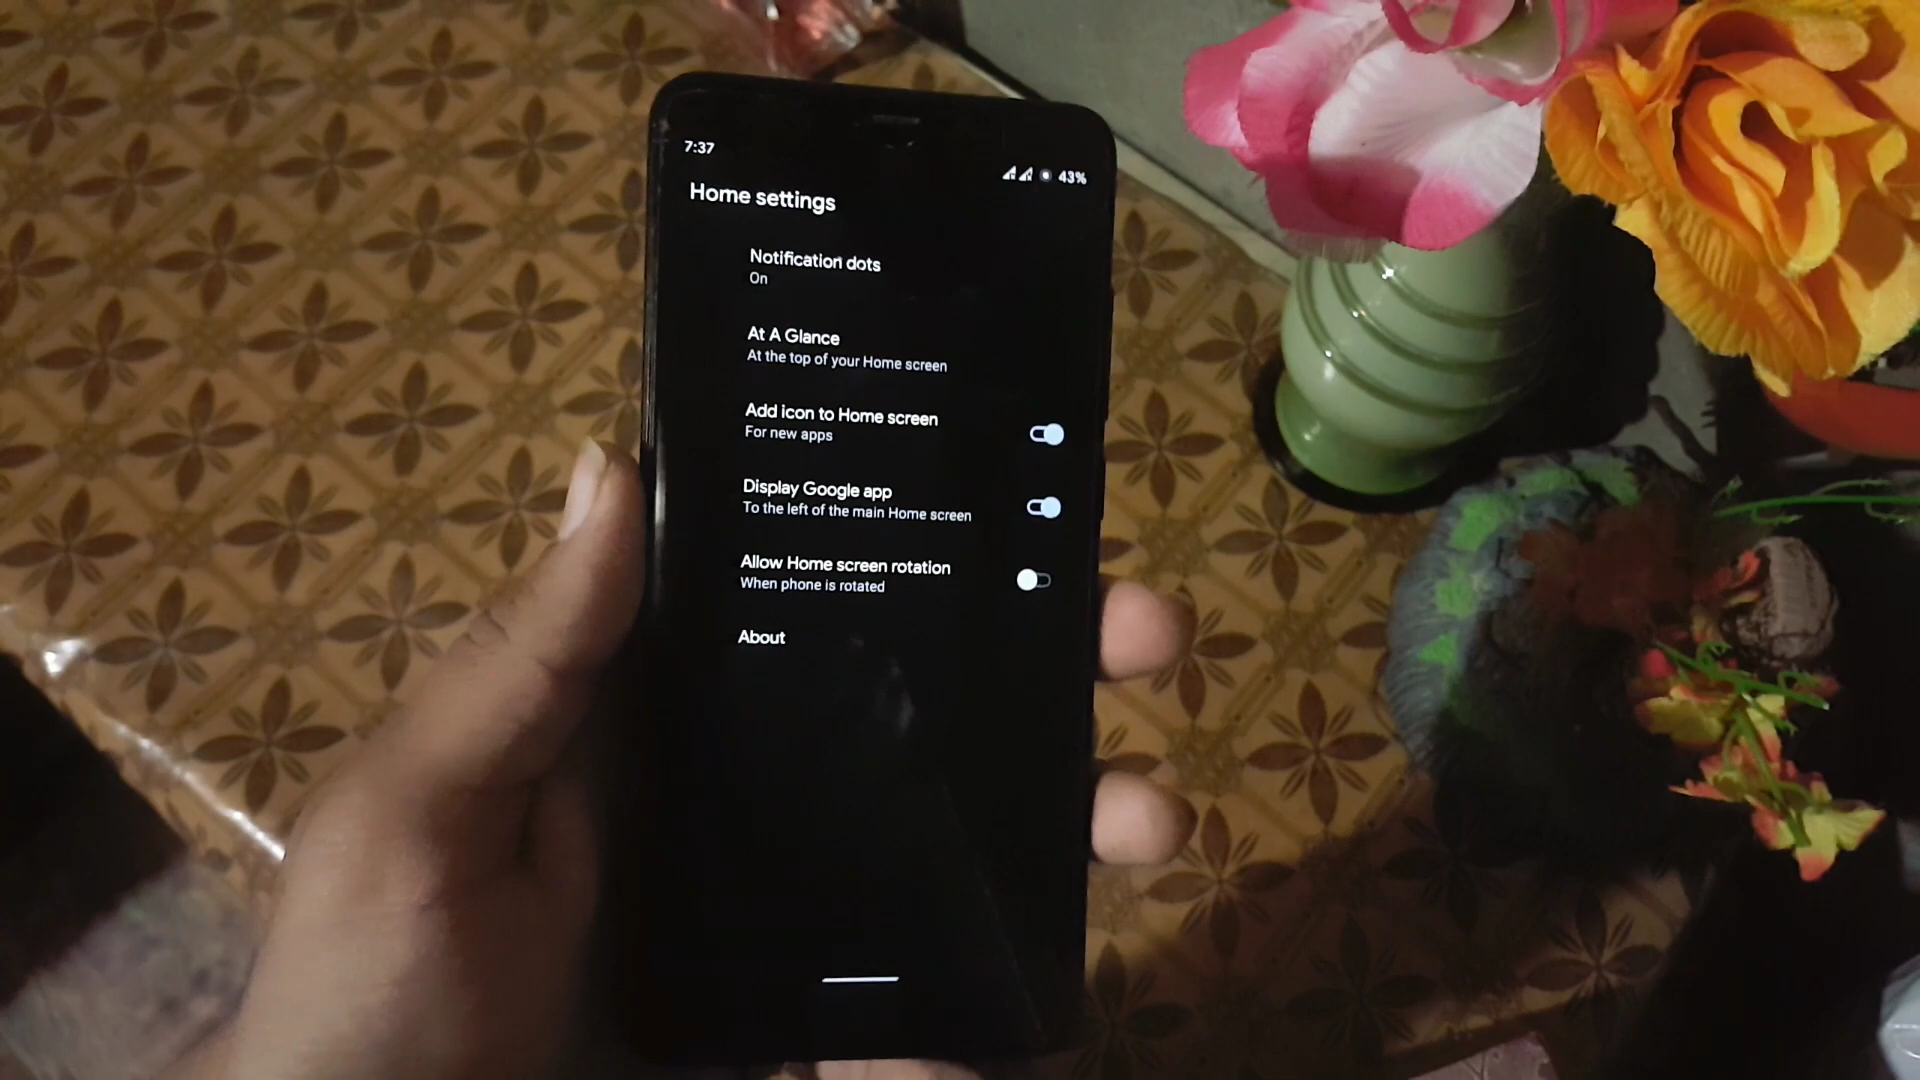 7:37
43%
Home settings
Notification dots
On
At A Glance
At the top of your Home screen
Add icon to Home screen
For new apps
Display Google app
To the left of the main Home screen
Allow Home screen rotation
When phone is rotated
About